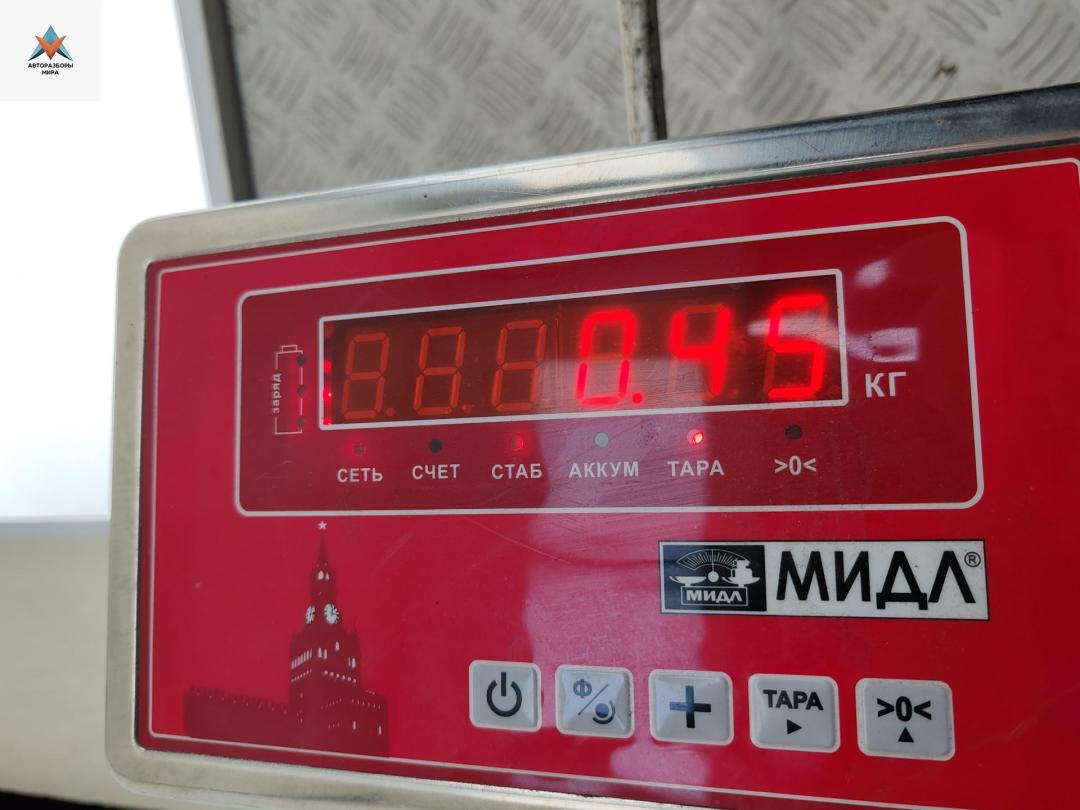 АВТОРАЗБОРЫ
МИРА
заряд
0.45
КГ
СЕТЬ СЧЕТ СТАБ АККУМ ТАРА >0<
МИДЛ МИДЛ®
Ф
ТАРА
>0<